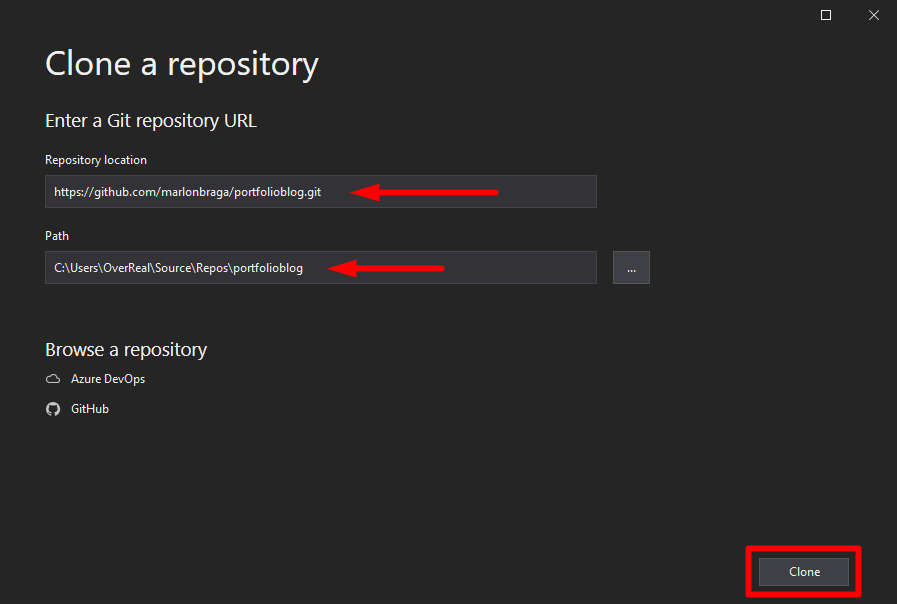 Clone a repository
Enter a Git repository URL
Repository location
https://github.com/marlonbraga/portfolioblog.git
Path
C:\Users\OverReal\Source\Repos\portfolioblog
...
Browse a repository
Azure DevOps
GitHub
Clone